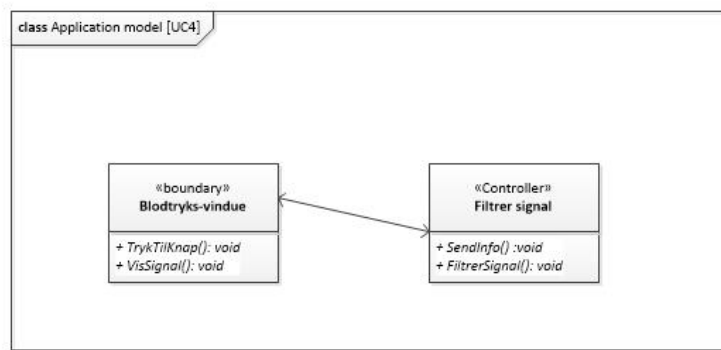 class Application model [UC4]
«boundary»
Blodtryks-vindue
+ TrykTilKnap(): void
+ VisSignal(): void
«Controller»
Filtrer signal
+ SendInfo() :void
+ FiltrerSignal(): void